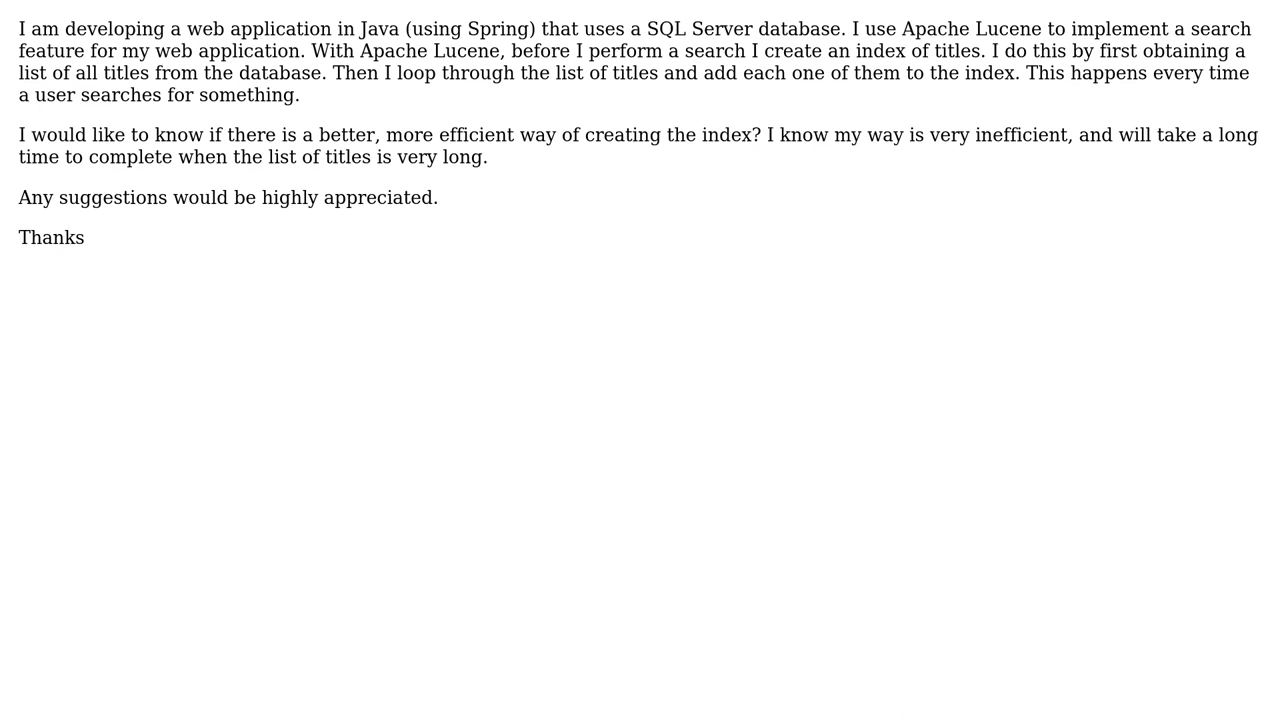 I am developing a web application in Java (using Spring) that uses a SQL Server database. I use Apache Lucene to implement a search
feature for my web application. With Apache Lucene, before I perform a search I create an index of titles. I do this by first obtaining a
list of all titles from the database. Then I loop through the list of titles and add each one of them to the index. This happens every time
a user searches for something.
I would like to know if there is a better, more efficient way of creating the index? I know my way is very inefficient, and will take a long
time to complete when the list of titles is very long.
Any suggestions would be highly appreciated.
Thanks